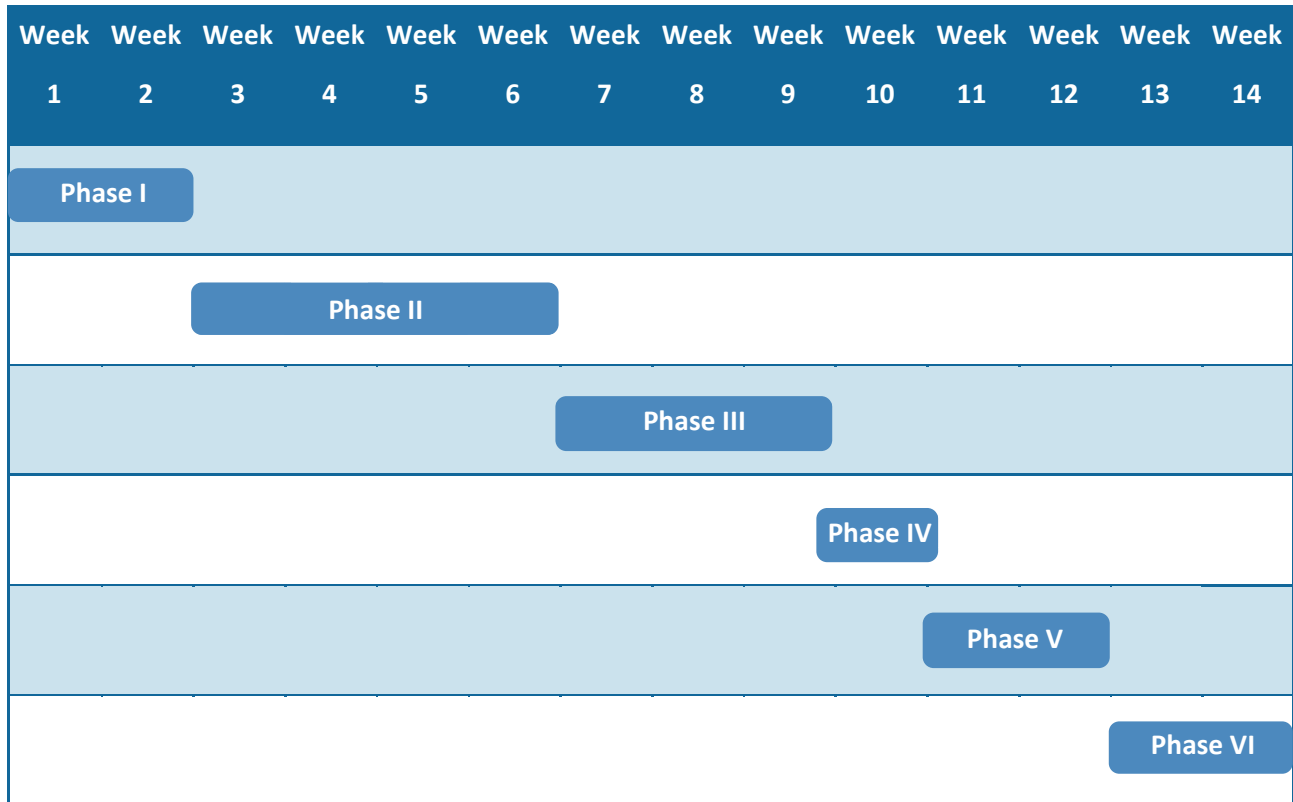 Week Week Week Week Week Week Week Week Week Week Week Week Week Week
1 2 3 4 5 6 7 8 9 10 11 12 13 14
Phase I
Phase II
Phase III
Phase IV
Phase V
Phase VI